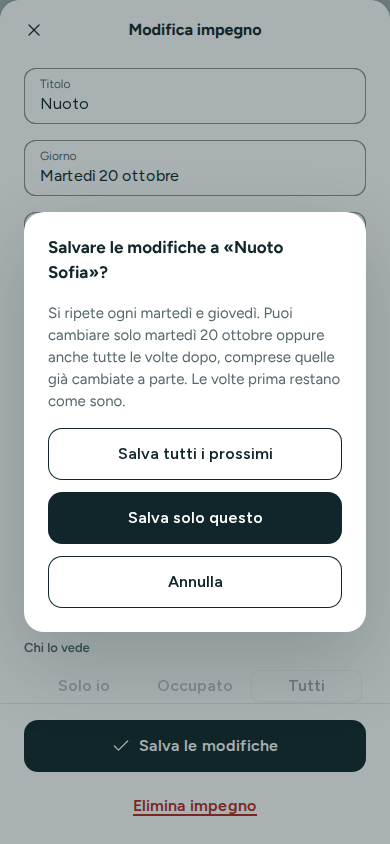 Modifica impegno
Titolo
Nuoto
Giorno
Martedì 20 ottobre
Salvare le modifiche a «Nuoto
Sofia»?
Si ripete ogni martedì e giovedì. Puoi
cambiare solo martedì 20 ottobre oppure
anche tutte le volte dopo, comprese quelle
già cambiate a parte. Le volte prima restano
come sono.
Salva tutti i prossimi
Salva solo questo
Annulla
Chi lo vede
Solo io Occupato Tutti
Salva le modifiche
Elimina impegno